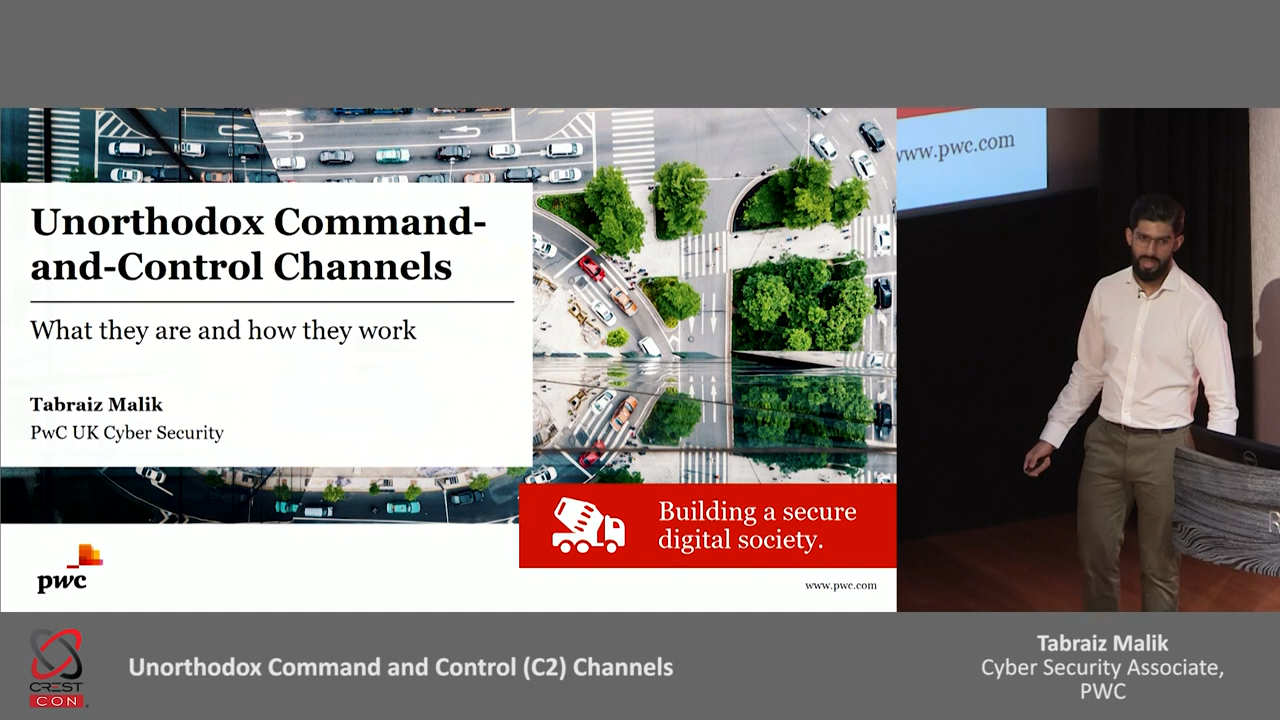 Unorthodox Command-
and-Control Channels
What they are and how they work
Tabraiz Malik
PwC UK Cyber Security
Building a secure
digital society.
pwc
www.pwc.com
www.pwc.com
CREST
CON
Unorthodox Command and Control (C2) Channels
Tabraiz Malik
Cyber Security Associate,
PWC